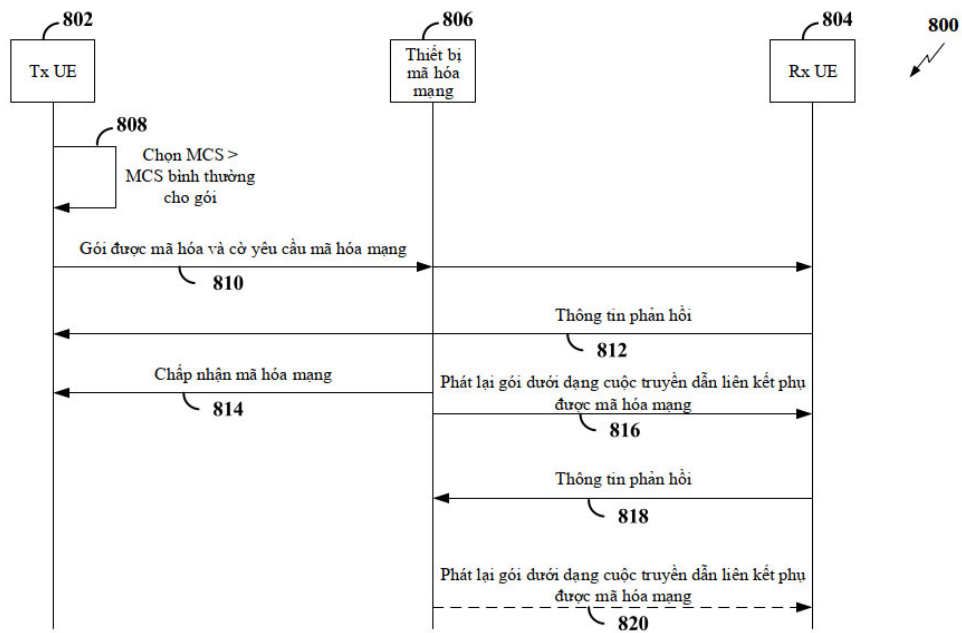 802
806
804
800
Tx UE
Thiết bị
mã hóa
mạng
Rx UE
808
Chọn MCS >
MCS bình thường
cho gói
Gói được mã hóa và cờ yêu cầu mã hóa mạng
810
Thông tin phản hồi
812
Chấp nhận mã hóa mạng
814
Phát lại gói dưới dạng cuộc truyền dẫn liên kết phụ
được mã hóa mạng
816
Thông tin phản hồi
818
Phát lại gói dưới dạng cuộc truyền dẫn liên kết phụ
được mã hóa mạng
820